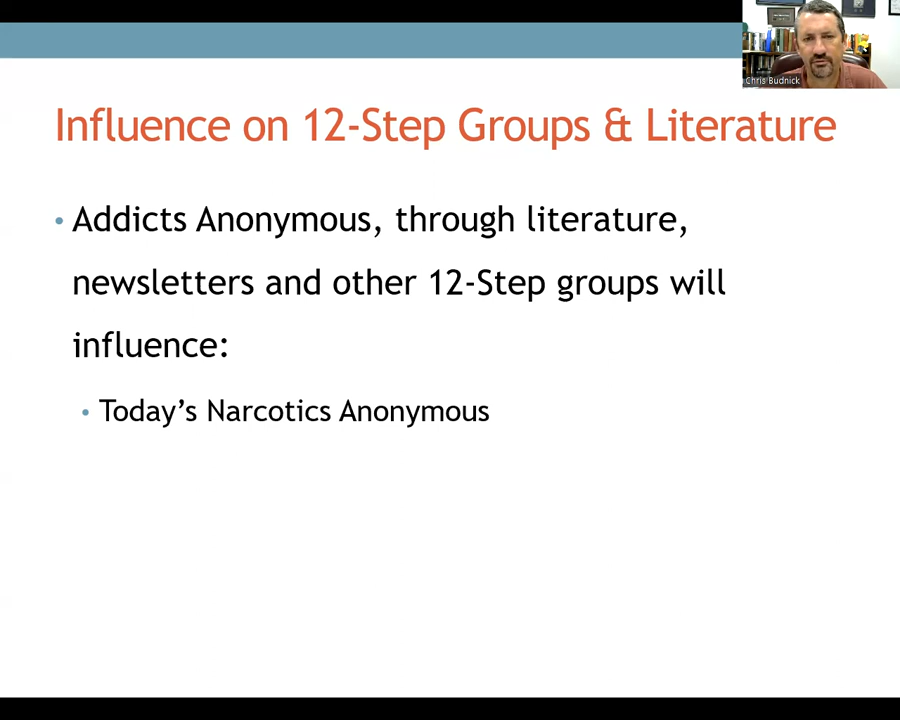 Chris Budnick
Influence on 12-Step Groups & Literature
• Addicts Anonymous, through literature,
newsletters and other 12-Step groups will
influence:
• Today’s Narcotics Anonymous